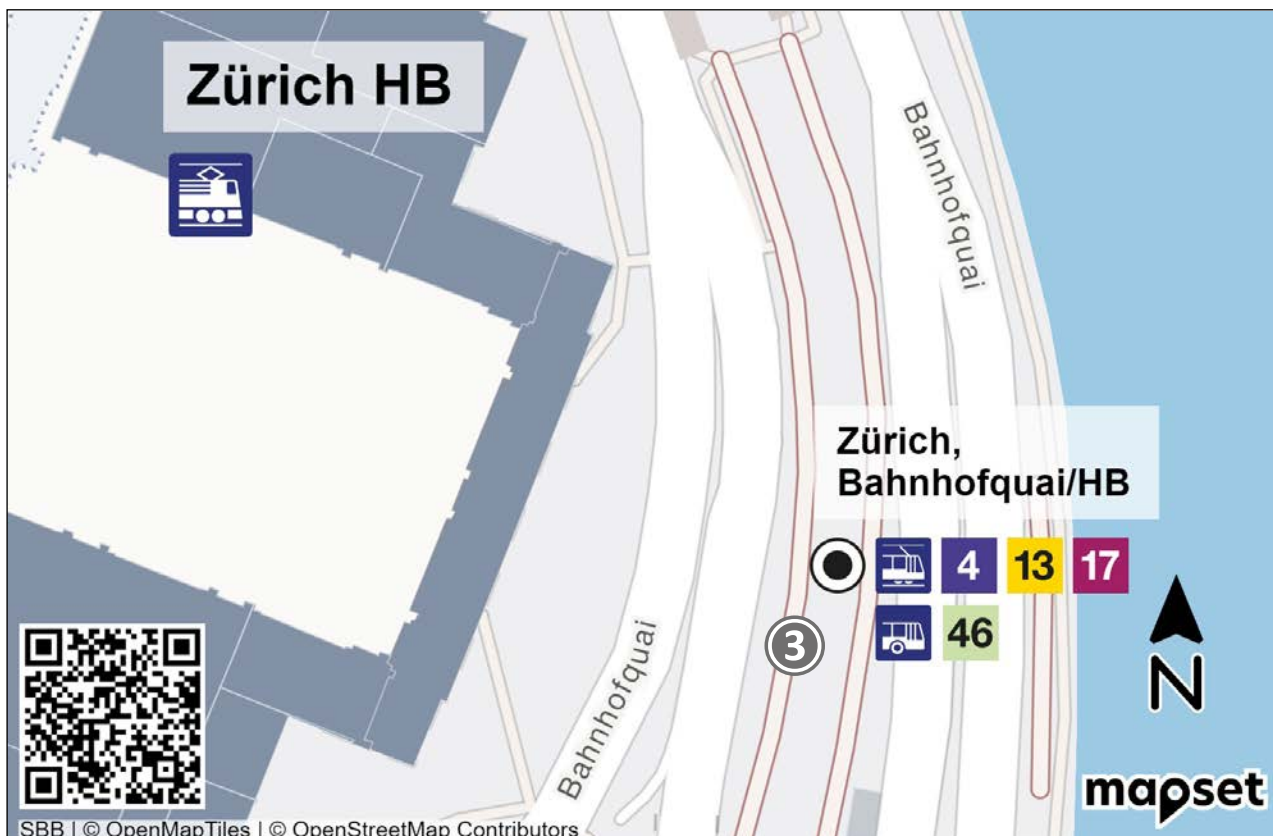 Zürich HB
Bahnhofquai
Zürich,
Bahnhofquai/HB
4 13 17
46
3
Bahnhofquai
N
mapset
SBB | © OpenMapTiles | © OpenStreetMap Contributors